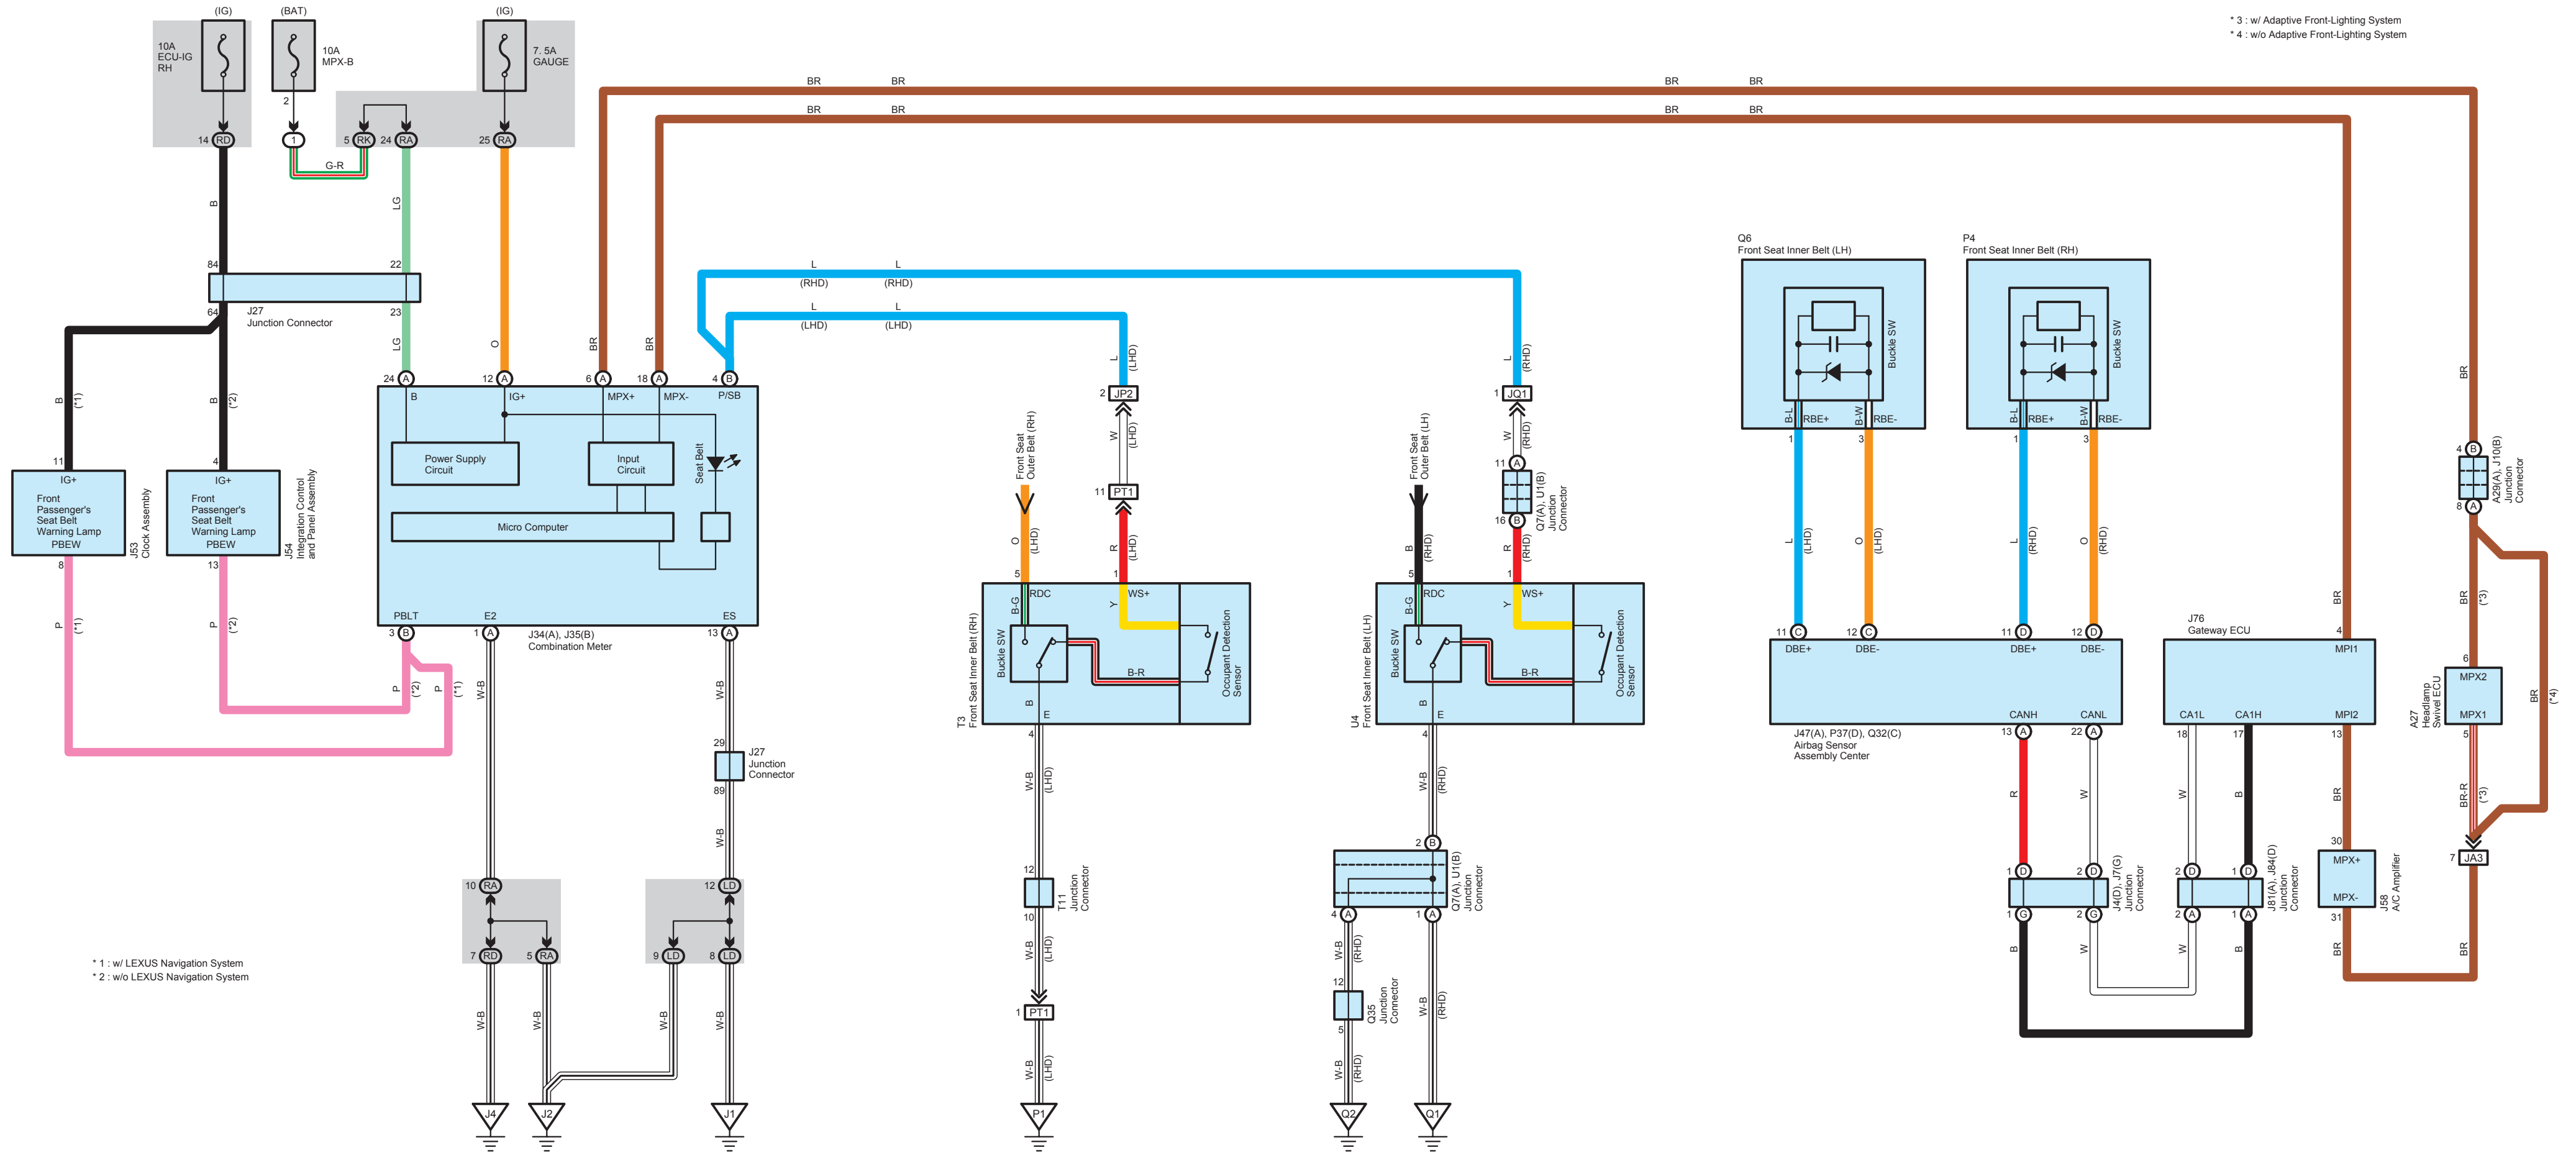 (IG)
(BAT)
(IG)
10A
ECU-IG
RH
10A
MPX-B
7. 5A
GAUGE
* 3 : w/ Adaptive Front-Lighting System
* 4 : w/o Adaptive Front-Lighting System
2
14 RD
1
5 RK
24 RA
25 RA
G-R
BR
BR
BR
BR
BR
BR
BR
BR
B
LG
84
22
64
23
J27
Junction Connector
LG
O
BR
BR
L
L
(RHD)
(RHD)
L
L
(LHD)
(LHD)
B
(*1)
B
(*2)
24 A
12 A
6 A
18 A
4 B
B
IG+
MPX+
MPX-
P/SB
Power Supply
Circuit
Input
Circuit
Seat Belt
Micro Computer
PBLT
E2
ES
3 B
1 A
13 A
J34(A), J35(B)
Combination Meter
11
IG+
Front
Passenger's
Seat Belt
Warning Lamp
PBEW
8
J53
Clock Assembly
4
IG+
Front
Passenger's
Seat Belt
Warning Lamp
PBEW
13
J54
Integration Control
and Panel Assembly
P
(*1)
P
(*2)
P
(*2)
P
(*1)
W-B
W-B
29
J27
Junction
Connector
89
W-B
10 RA
7 RD
5 RA
12 LD
9 LD
8 LD
W-B
W-B
W-B
W-B
J4
J2
J1
* 1 : w/ LEXUS Navigation System
* 2 : w/o LEXUS Navigation System
L
(LHD)
2 JP2
W
(LHD)
11 PT1
R
(LHD)
Front Seat
Outer Belt (RH)
O
(LHD)
5
1
RDC
WS+
B-G
Y
Buckle SW
B-R
B
E
Occupant Detection
Sensor
T3
Front Seat Inner Belt (RH)
4
W-B
(LHD)
12
T11
Junction
Connector
10
W-B
(LHD)
1 PT1
W-B
(LHD)
P1
L
(RHD)
1 JQ1
W
(RHD)
11 A
Q7(A), U1(B)
Junction
Connector
16 B
R
(RHD)
Front Seat
Outer Belt (LH)
B
(RHD)
5
1
RDC
WS+
B-G
Y
Buckle SW
B-R
B
E
Occupant Detection
Sensor
U4
Front Seat Inner Belt (LH)
4
W-B
(RHD)
2 B
Q7(A), U1(B)
Junction
Connector
4 A
1 A
W-B
(RHD)
12
Q35
Junction
Connector
5
W-B
(RHD)
W-B
(RHD)
Q2
Q1
Q6
Front Seat Inner Belt (LH)
Buckle SW
B-L
RBE+
B-W
RBE-
1
3
L
(LHD)
O
(LHD)
P4
Front Seat Inner Belt (RH)
Buckle SW
B-L
RBE+
B-W
RBE-
1
3
L
(RHD)
O
(RHD)
11 C
12 C
11 D
12 D
DBE+
DBE-
DBE+
DBE-
CANH
CANL
13 A
22 A
J47(A), P37(D), Q32(C)
Airbag Sensor
Assembly Center
R
W
1 D
2 D
J4(D), J7(G)
Junction
Connector
1 G
2 G
B
W
J76
Gateway ECU
BR
4
MPI1
CA1L
CA1H
MPI2
18
17
13
W
B
2 D
1 D
J81(A), J84(D)
Junction
Connector
2 A
1 A
W
B
BR
30
MPX+
MPX-
31
J58
A/C Amplifier
BR
BR
4 B
A29(A), J10(B)
Junction
Connector
8 A
BR
(*3)
6
MPX2
MPX1
5
A27
Headlamp
Swivel ECU
BR-R
(*3)
BR
(*4)
7 JA3
BR